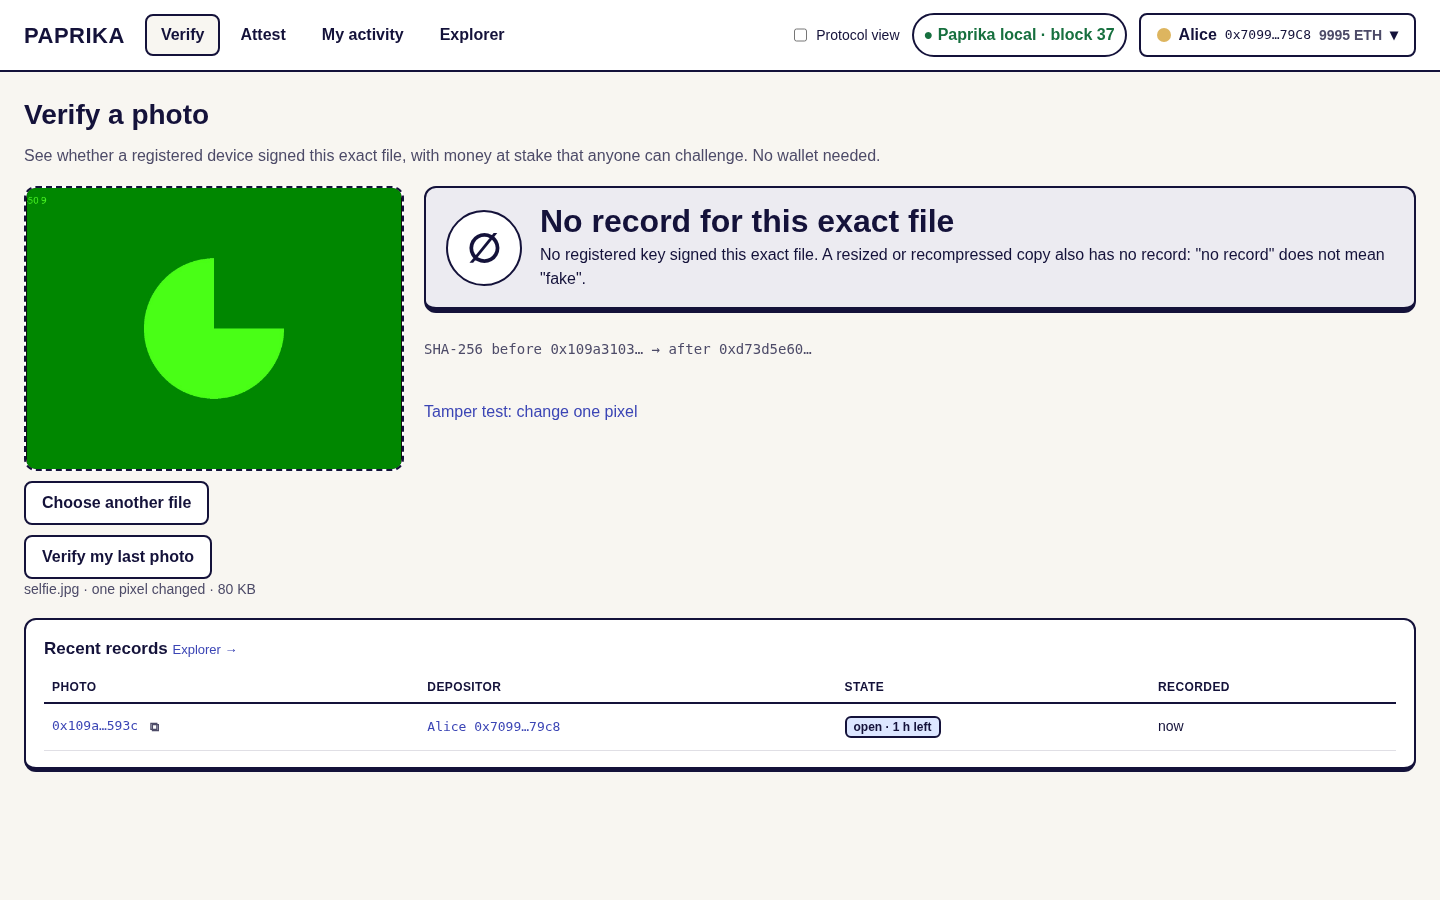 PAPRIKA
Verify
Attest
My activity
Explorer
Protocol view
● Paprika local · block 37
Alice 0x7099…79C8 9995 ETH ▼
Verify a photo
See whether a registered device signed this exact file, with money at stake that anyone can challenge. No wallet needed.
50 9
∅
No record for this exact file
No registered key signed this exact file. A resized or recompressed copy also has no record: "no record" does not mean
"fake".
SHA-256 before 0x109a3103… → after 0xd73d5e60…
Tamper test: change one pixel
Choose another file
Verify my last photo
selfie.jpg · one pixel changed · 80 KB
Recent records Explorer →
PHOTO DEPOSITOR STATE RECORDED
0x109a…593c Alice 0x7099…79c8 open · 1 h left now